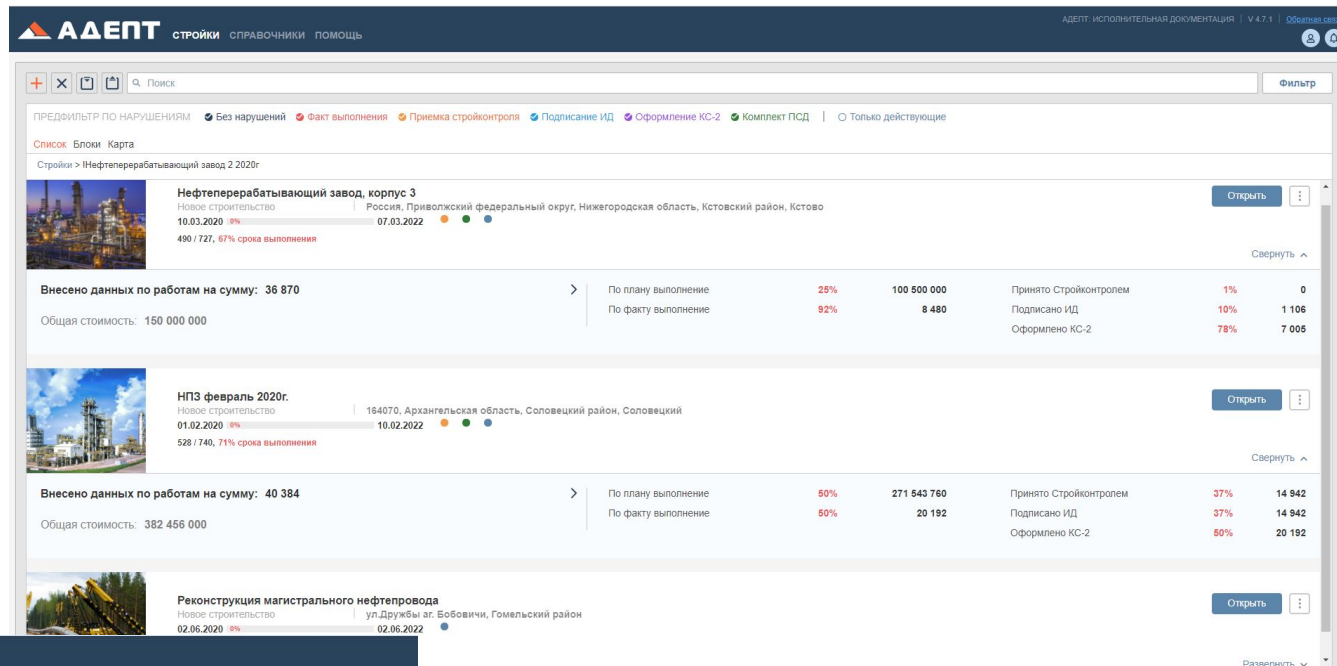 АДЕПТ: ИСПОЛНИТЕЛЬНАЯ ДОКУМЕНТАЦИЯ | V 4.7.1 | Обратная связ
АДЕПТ СТРОЙКИ СПРАВОЧНИКИ ПОМОЩЬ
Поиск Фильтр
ПРЕДФИЛЬТР ПО НАРУШЕНИЯМ Без нарушений Факт выполнения Приемка стройконтроля Подписание ИД Оформление КС-2 Комплект ПСД | Только действующие
Список Блоки Карта
Стройки > !Нефтеперерабатывающий завод 2 2020г
Нефтеперерабатывающий завод, корпус 3 Открыть
Новое строительство Россия, Приволжский федеральный округ, Нижегородская область, Кстовский район, Кстово
10.03.2020 0% 07.03.2022
490 / 727, 67% срока выполнения
Свернуть
Внесено данных по работам на сумму: 36 870 > По плану выполнение 25% 100 500 000 Принято Стройконтролем 1% 0
По факту выполнение 92% 8 480 Подписано ИД 10% 1 106
Общая стоимость: 150 000 000 Оформлено КС-2 78% 7 005
НПЗ февраль 2020г. Открыть
Новое строительство 164070, Архангельская область, Соловецкий район, Соловецкий
01.02.2020 0% 10.02.2022
528 / 740, 71% срока выполнения
Свернуть
Внесено данных по работам на сумму: 40 384 > По плану выполнение 50% 271 543 760 Принято Стройконтролем 37% 14 942
По факту выполнение 50% 20 192 Подписано ИД 37% 14 942
Общая стоимость: 382 456 000 Оформлено КС-2 50% 20 192
Реконструкция магистрального нефтепровода Открыть
Новое строительство ул.Дружбы аг. Бобовичи, Гомельский район
02.06.2020 0% 02.06.2022
Развернуть